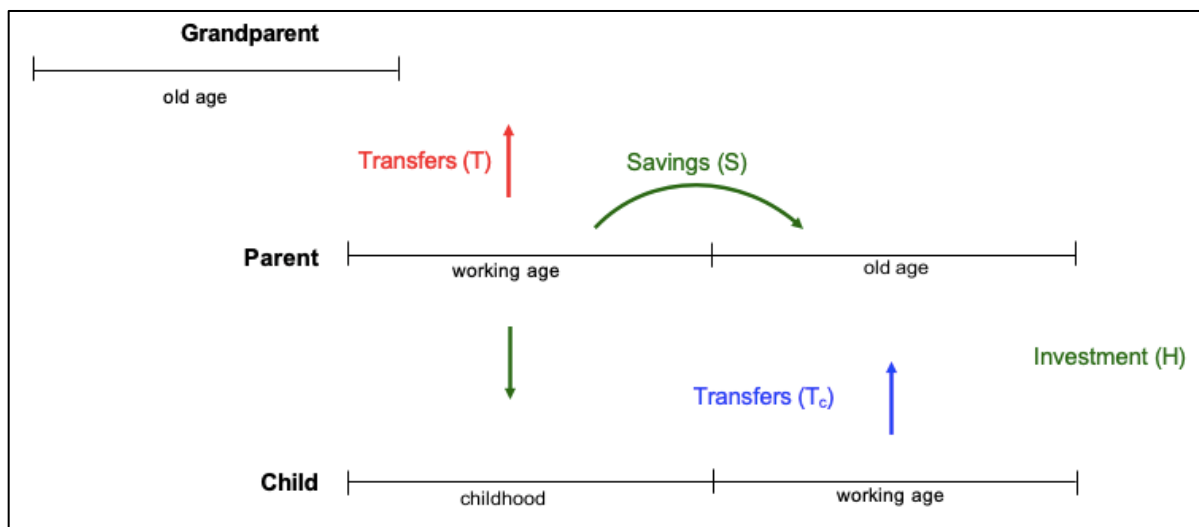 Grandparent
old age
Transfers (T)
Savings (S)
Parent
working age
old age
Investment (H)
Transfers (Tc)
Child
childhood
working age